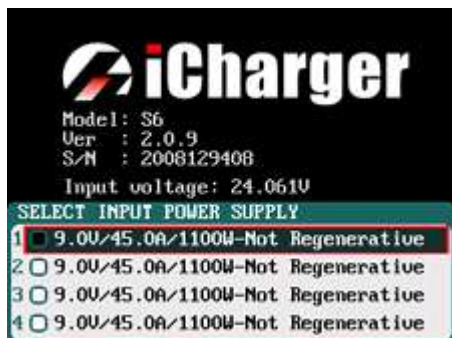 iCharger
Model: S6
Ver : 2.0.9
S/N : 2008129408
Input voltage: 24.061V
SELECT INPUT POWER SUPPLY
1 9.0V/45.0A/1100W-Not Regenerative
2 9.0V/45.0A/1100W-Not Regenerative
3 9.0V/45.0A/1100W-Not Regenerative
4 9.0V/45.0A/1100W-Not Regenerative